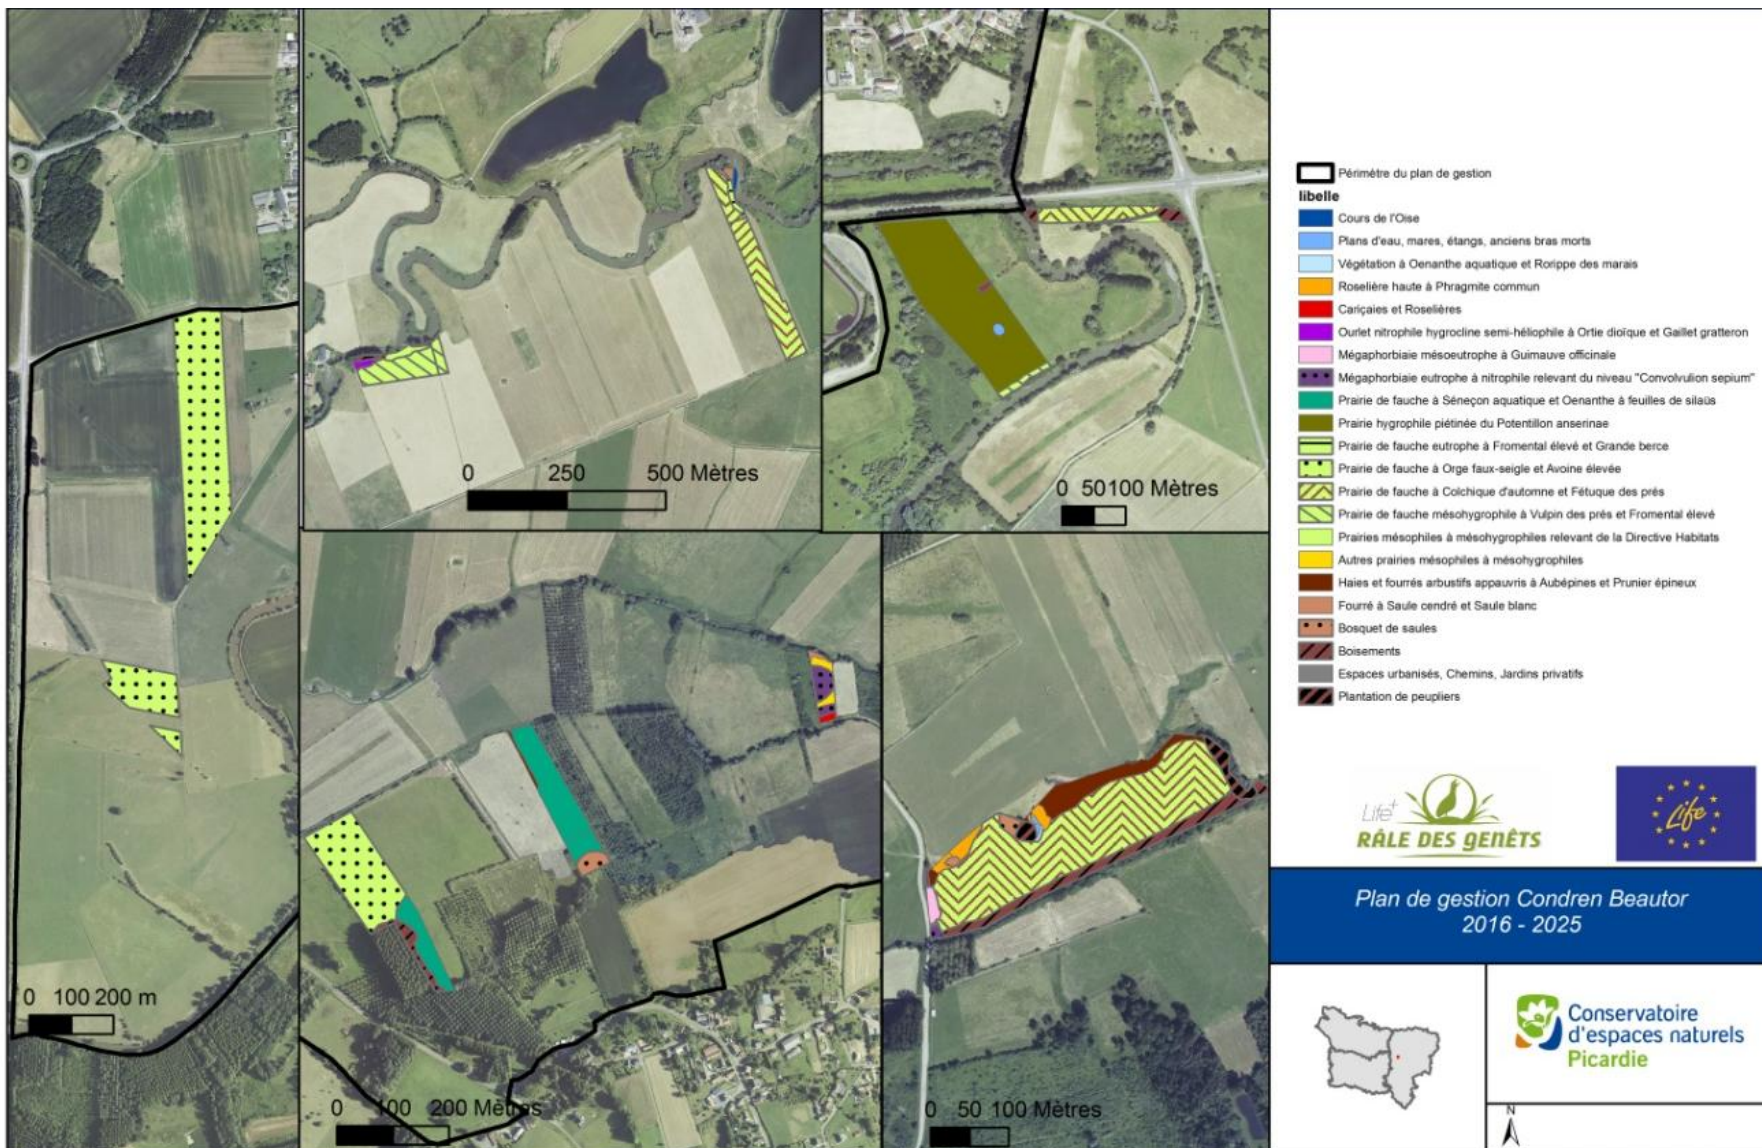 0 100 200 m
0 250 500 Mètres
0 50100 Mètres
0 100 200 Mètres
0 50 100 Mètres
Périmètre du plan de gestion
libelle
Cours de l'Oise
Plans d'eau, mares, étangs, anciens bras morts
Végétation à Oenanthe aquatique et Rorippe des marais
Roselière haute à Phragmite commun
Cariçaies et Roselières
Ourlet nitrophile hygrocline semi-héliophile à Ortie dioïque et Gaillet gratteron
Mégaphorbiaie mésoeutrophe à Guimauve officinale
Mégaphorbiaie eutrophe à nitrophile relevant du niveau "Convolvulion sepium"
Prairie de fauche à Séneçon aquatique et Oenanthe à feuilles de silaüs
Prairie hygrophile piétinée du Potentillon anserinae
Prairie de fauche eutrophe à Fromental élevé et Grande berce
Prairie de fauche à Orge faux-seigle et Avoine élevée
Prairie de fauche à Colchique d'automne et Fétuque des prés
Prairie de fauche mésohygrophile à Vulpin des prés et Fromental élevé
Prairies mésophiles à mésohygrophiles relevant de la Directive Habitats
Autres prairies mésophiles à mésohygrophiles
Haies et fourrés arbustifs appauvris à Aubépines et Prunier épineux
Fourré à Saule cendré et Saule blanc
Bosquet de saules
Boisements
Espaces urbanisés, Chemins, Jardins privatifs
Plantation de peupliers
Life+
RÂLE DES GENÊTS
Life
Plan de gestion Condren Beautor
2016 - 2025
Conservatoire
d'espaces naturels
Picardie
N